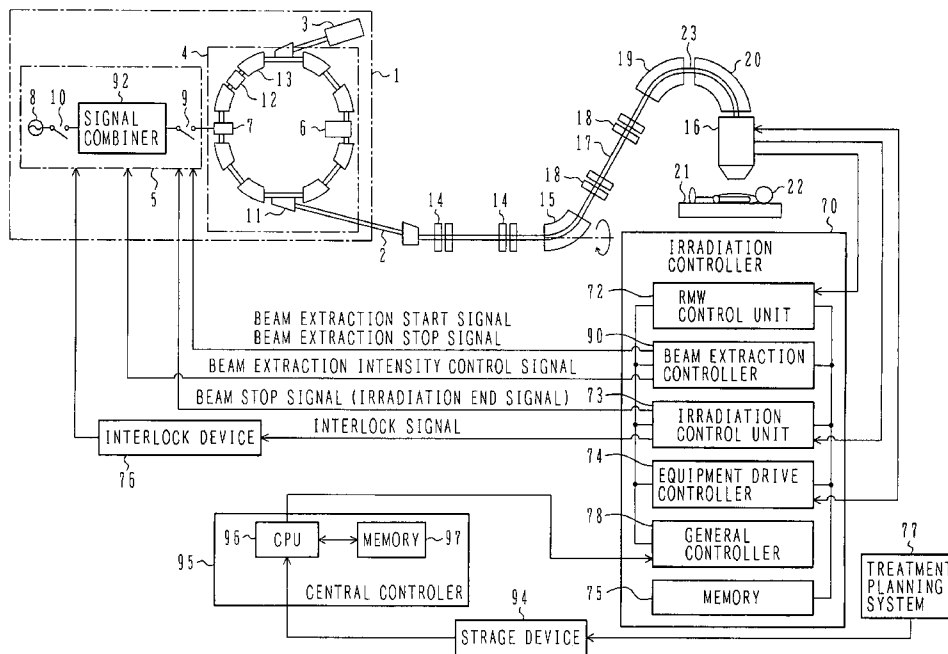 3
4
23
19
20
1
92
13
8
10
9
12
18
16
SIGNAL
COMBINER
7
6
17
18
21
22
5
11
14
14
15
2
70
IRRADIATION
CONTROLLER
72
RMW
CONTROL UNIT
BEAM EXTRACTION START SIGNAL
BEAM EXTRACTION STOP SIGNAL
90
BEAM EXTRACTION INTENSITY CONTROL SIGNAL
BEAM EXTRACTION
CONTROLLER
BEAM STOP SIGNAL (IRRADIATION END SIGNAL)
73
INTERLOCK SIGNAL
IRRADIATION
CONTROL UNIT
INTERLOCK DEVICE
76
74
EQUIPMENT DRIVE
CONTROLLER
78
GENERAL
CONTROLLER
96
CPU
MEMORY
97
95
CENTRAL CONTROLER
75
MEMORY
77
TREATMENT
PLANNING
SYSTEM
94
STRAGE DEVICE